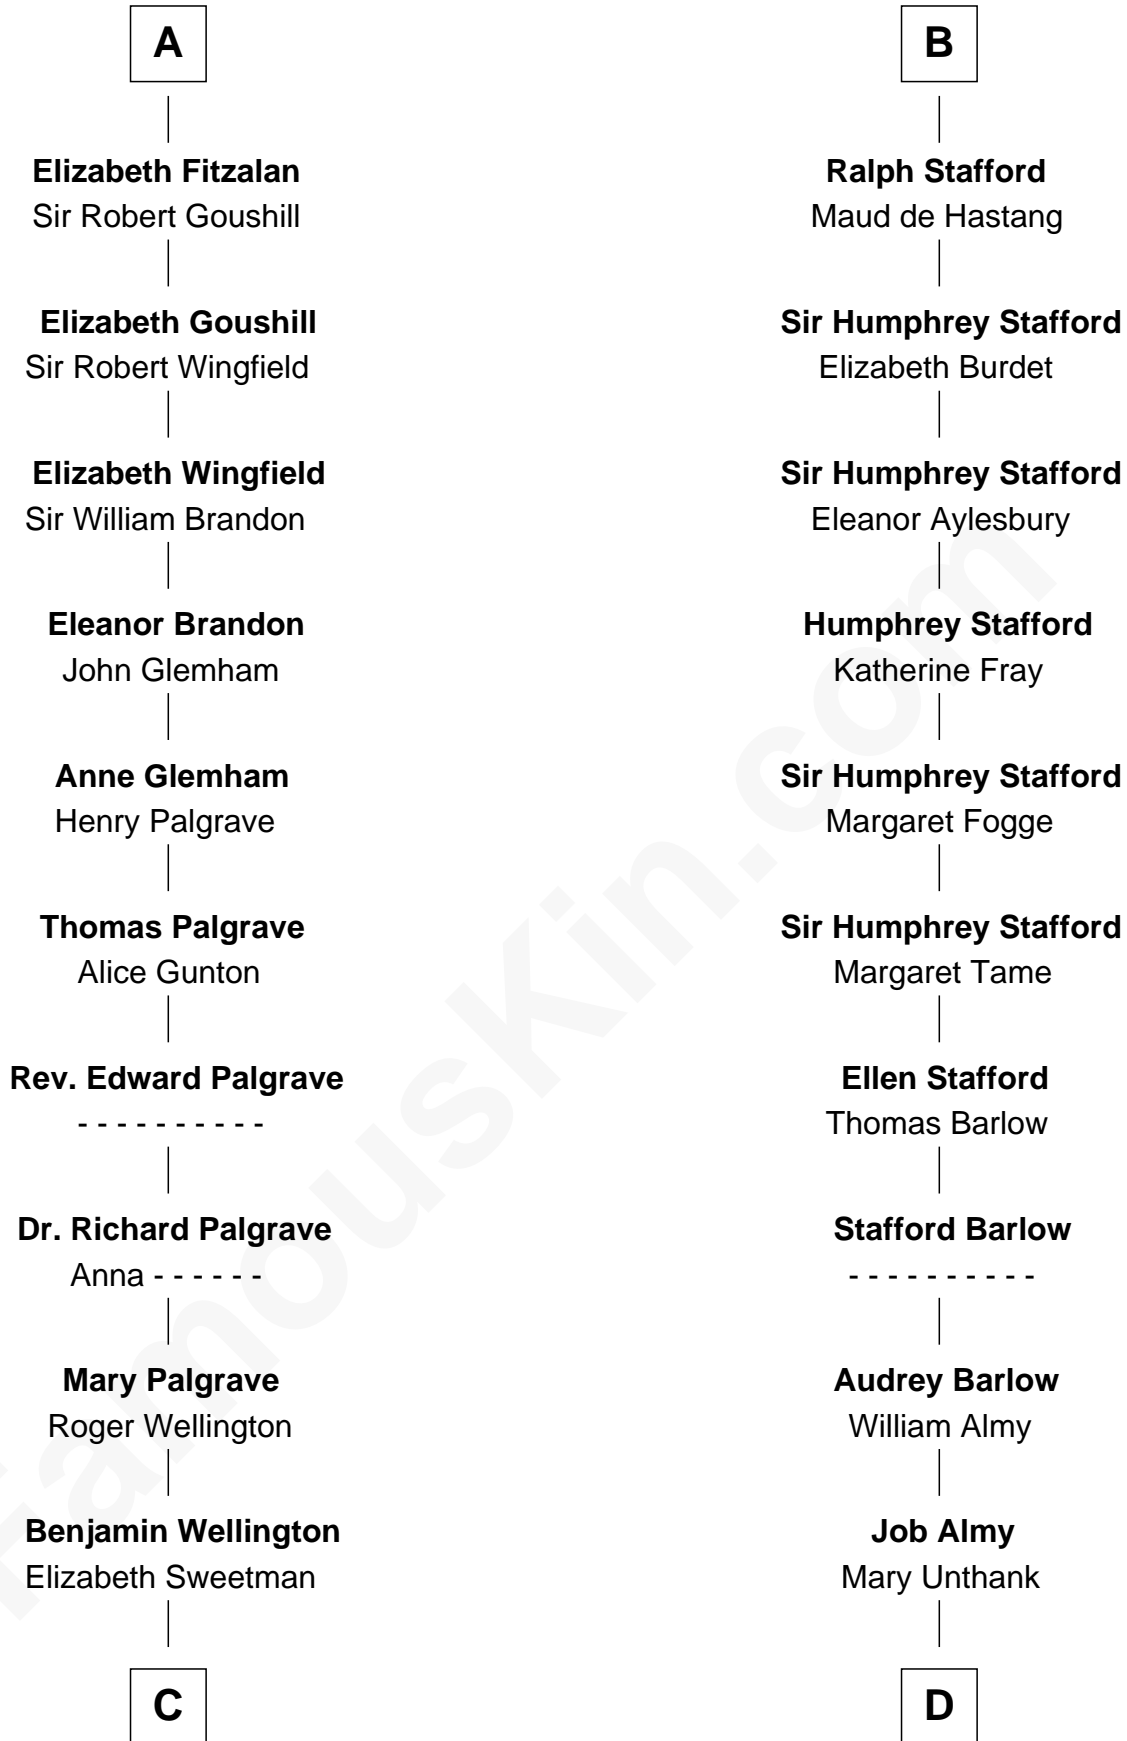 A
Elizabeth Fitzalan
Sir Robert Goushill
Elizabeth Goushill
Sir Robert Wingfield
Elizabeth Wingfield
Sir William Brandon
Eleanor Brandon
John Glemham
Anne Glemham
Henry Palgrave
Thomas Palgrave
Alice Gunton
Rev. Edward Palgrave
- - - - - - - - - -
Dr. Richard Palgrave
Anna - - - - - -
Mary Palgrave
Roger Wellington
Benjamin Wellington
Elizabeth Sweetman
C
B
Ralph Stafford
Maud de Hastang
Sir Humphrey Stafford
Elizabeth Burdet
Sir Humphrey Stafford
Eleanor Aylesbury
Humphrey Stafford
Katherine Fray
Sir Humphrey Stafford
Margaret Fogge
Sir Humphrey Stafford
Margaret Tame
Ellen Stafford
Thomas Barlow
Stafford Barlow
- - - - - - - - - -
Audrey Barlow
William Almy
Job Almy
Mary Unthank
D
FamousKin.com